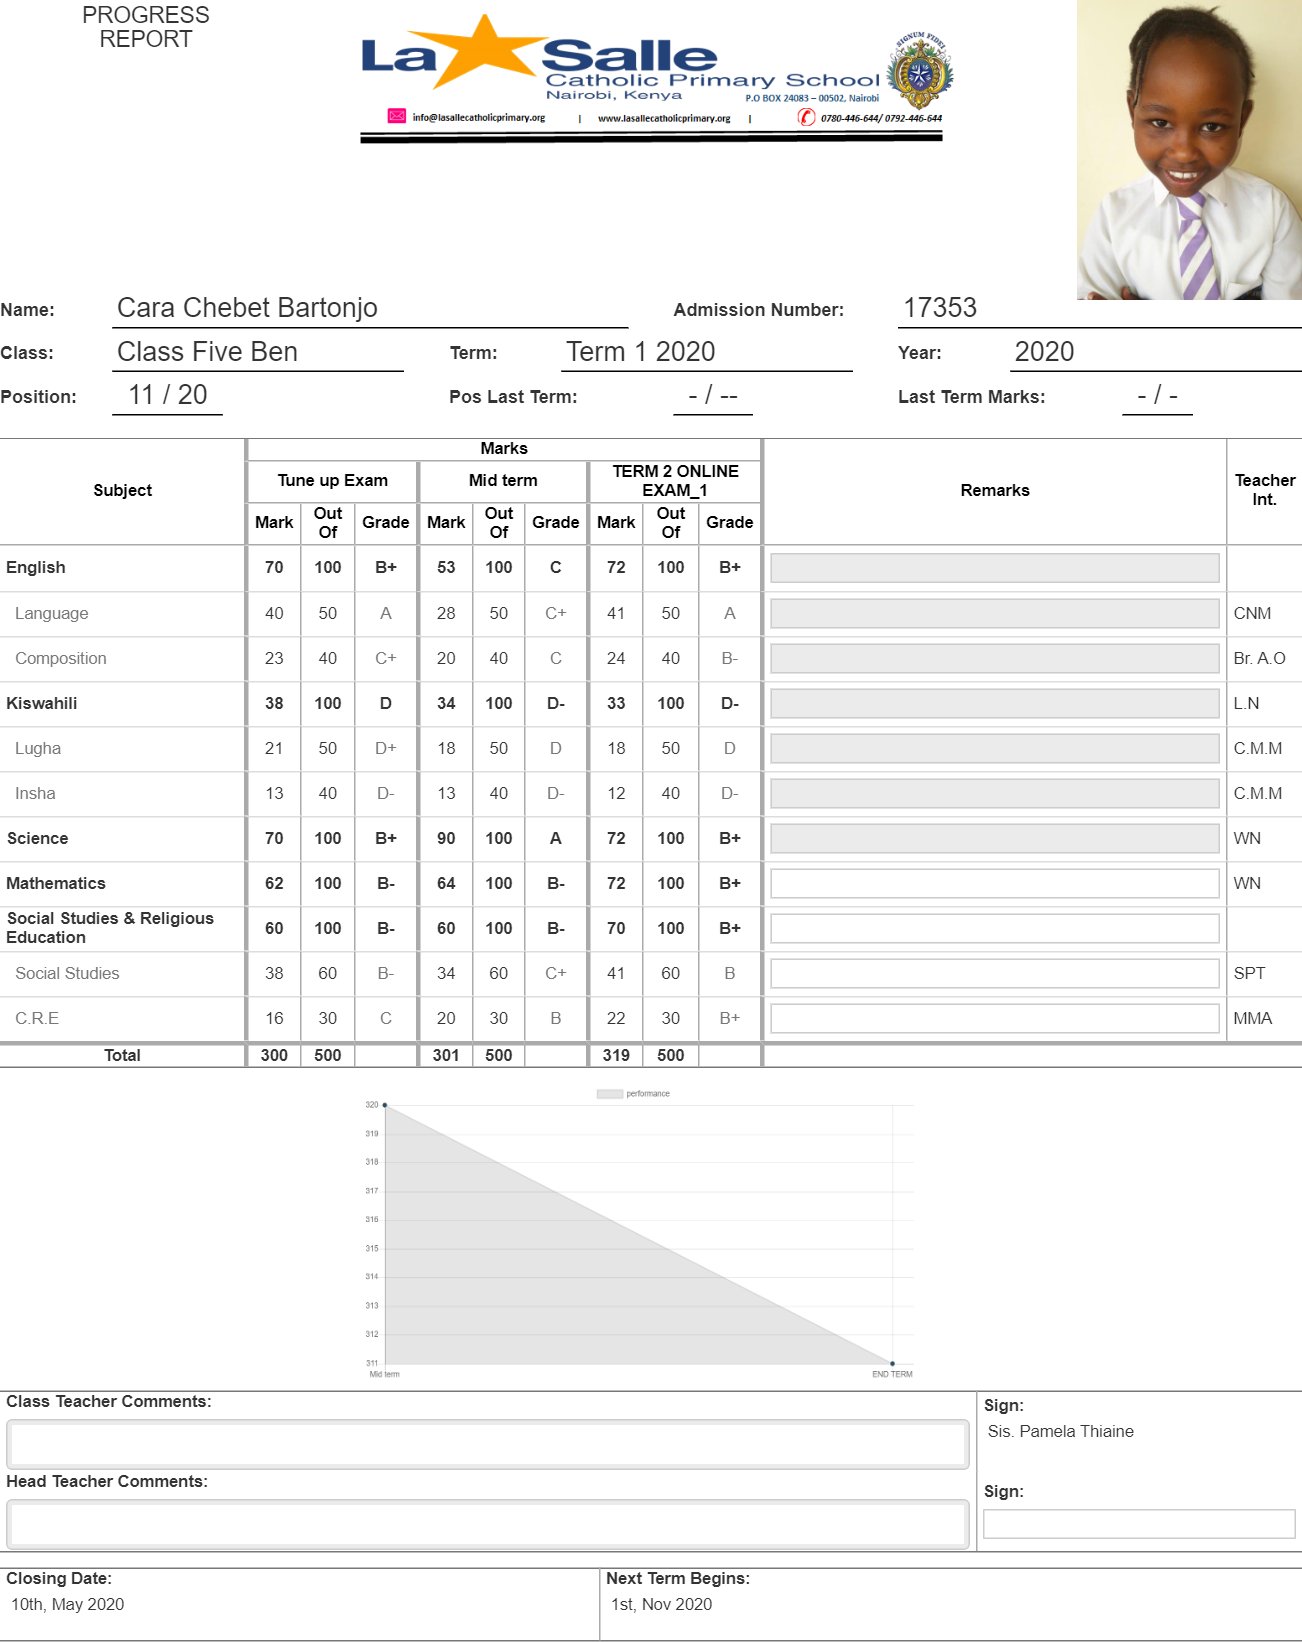 PROGRESS
REPORT
La Salle
Catholic Primary School
Nairobi, Kenya
P.O BOX 24083 – 00502, Nairobi
SIGNUM FIDEI
info@lasallecatholicprimary.org | www.lasallecatholicprimary.org | 0780-446-644/ 0792-446-644
Name: Cara Chebet Bartonjo Admission Number: 17353
Class: Class Five Ben Term: Term 1 2020 Year: 2020
Position: 11 / 20 Pos Last Term: - / -- Last Term Marks: - / -
Subject Marks Remarks Teacher Int.
Tune up Exam Mid term TERM 2 ONLINE EXAM_1
Mark Out Of Grade Mark Out Of Grade Mark Out Of Grade
English 70 100 B+ 53 100 C 72 100 B+
Language 40 50 A 28 50 C+ 41 50 A CNM
Composition 23 40 C+ 20 40 C 24 40 B- Br. A.O
Kiswahili 38 100 D 34 100 D- 33 100 D- L.N
Lugha 21 50 D+ 18 50 D 18 50 D C.M.M
Insha 13 40 D- 13 40 D- 12 40 D- C.M.M
Science 70 100 B+ 90 100 A 72 100 B+ WN
Mathematics 62 100 B- 64 100 B- 72 100 B+ WN
Social Studies & Religious Education 60 100 B- 60 100 B- 70 100 B+
Social Studies 38 60 B- 34 60 C+ 41 60 B SPT
C.R.E 16 30 C 20 30 B 22 30 B+ MMA
Total 300 500 301 500 319 500
performance
320
319
318
317
316
315
314
313
312
311
Mid term END TERM
Class Teacher Comments:
Sign:
Sis. Pamela Thiaine
Head Teacher Comments:
Sign:
Closing Date: Next Term Begins:
10th, May 2020 1st, Nov 2020